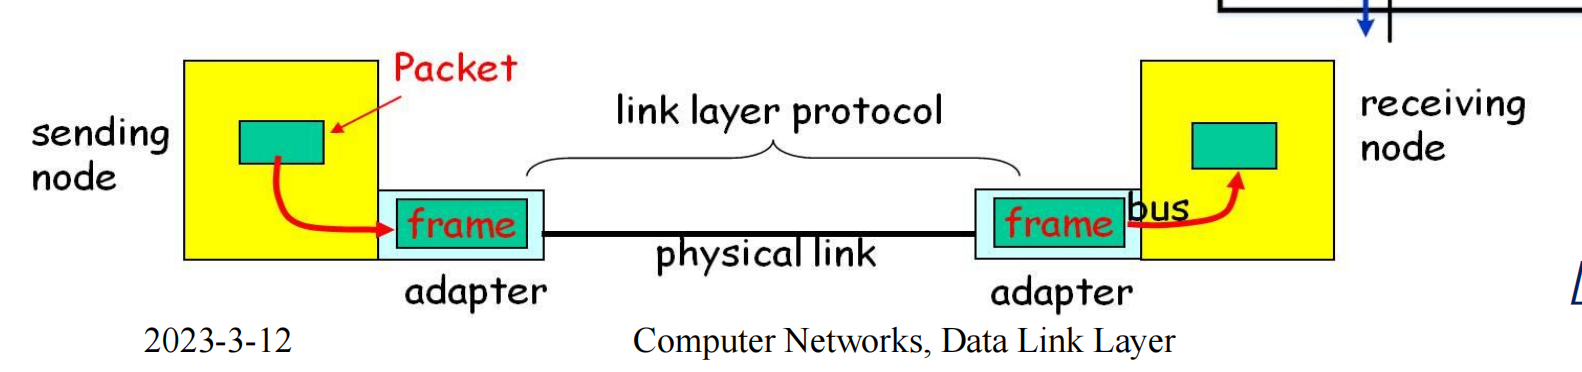 Packet
link layer protocol
sending
node
receiving
node
frame
frame
bus
physical link
adapter
adapter
2023-3-12
Computer Networks, Data Link Layer